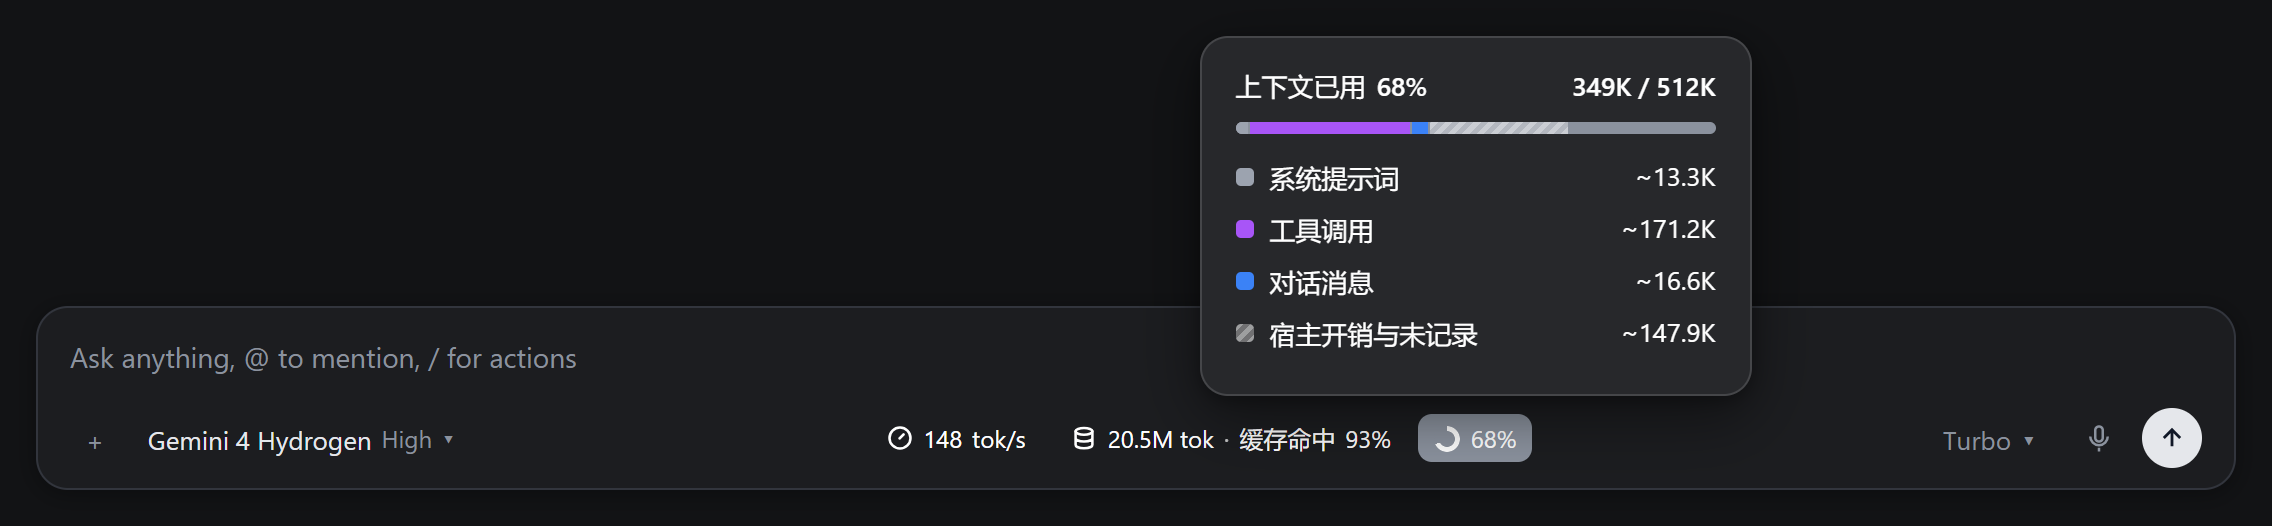 上下文已用 68% 349K / 512K
系统提示词 ~13.3K
工具调用 ~171.2K
对话消息 ~16.6K
宿主开销与未记录 ~147.9K
Ask anything, @ to mention, / for actions
+ Gemini 4 Hydrogen High 148 tok/s 20.5M tok · 缓存命中 93% 68% Turbo